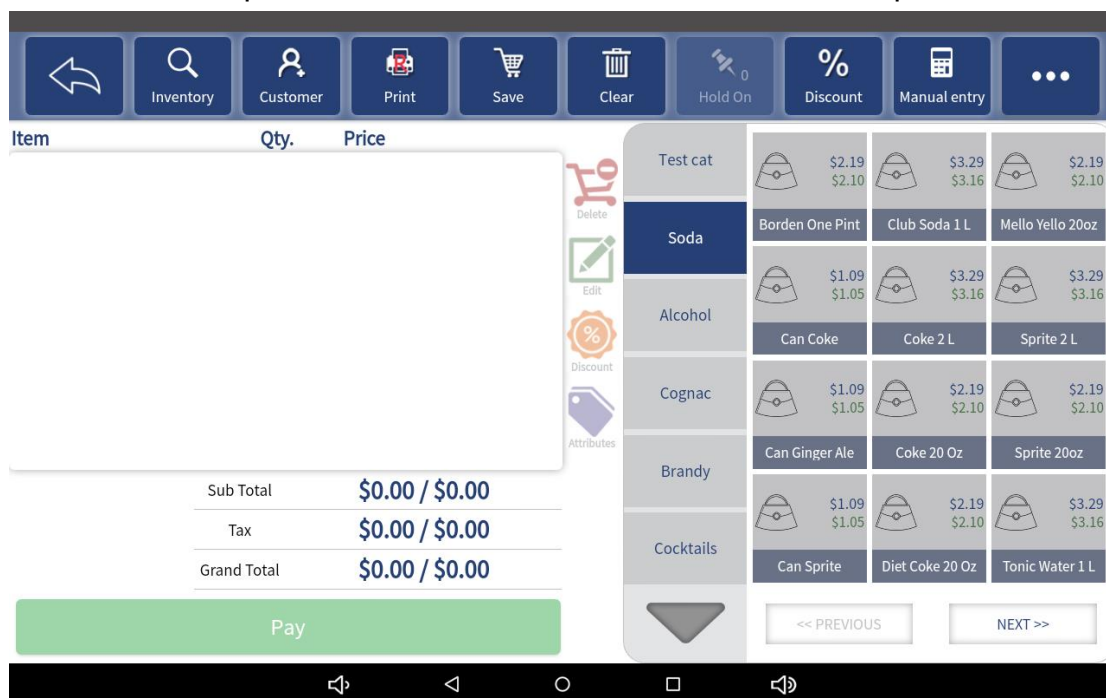 Inventory
Customer
Print
Save
Clear
Hold On
0
%
Discount
Manual entry
Item Qty. Price
Delete
Edit
Discount
Attributes
Sub Total $0.00 / $0.00
Tax $0.00 / $0.00
Grand Total $0.00 / $0.00
Pay
Test cat
Soda
Alcohol
Cognac
Brandy
Cocktails
$2.19
$2.10
Borden One Pint
$3.29
$3.16
Club Soda 1 L
$2.19
$2.10
Mello Yello 20oz
$1.09
$1.05
Can Coke
$3.29
$3.16
Coke 2 L
$3.29
$3.16
Sprite 2 L
$1.09
$1.05
Can Ginger Ale
$2.19
$2.10
Coke 20 Oz
$2.19
$2.10
Sprite 20oz
$1.09
$1.05
Can Sprite
$2.19
$2.10
Diet Coke 20 Oz
$3.29
$3.16
Tonic Water 1 L
<< PREVIOUS
NEXT >>